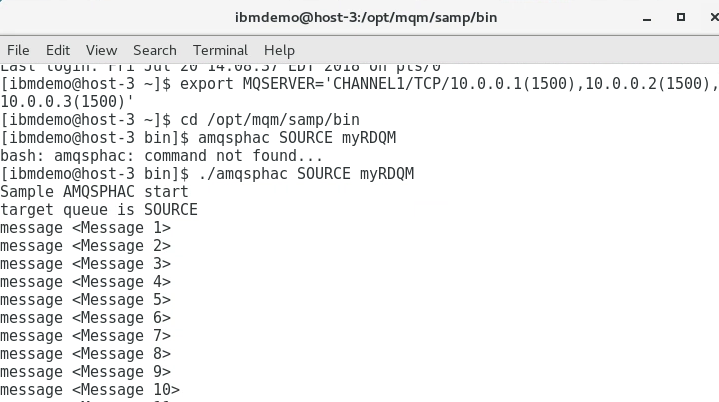 ibmdemo@host-3:/opt/mqm/samp/bin
File Edit View Search Terminal Help
Last login: Fri Jul 20 14:08:37 EDT 2018 on pts/0
[ibmdemo@host-3 ~]$ export MQSERVER='CHANNEL1/TCP/10.0.0.1(1500),10.0.0.2(1500),
10.0.0.3(1500)'
[ibmdemo@host-3 ~]$ cd /opt/mqm/samp/bin
[ibmdemo@host-3 bin]$ amqsphac SOURCE myRDQM
bash: amqsphac: command not found...
[ibmdemo@host-3 bin]$ ./amqsphac SOURCE myRDQM
Sample AMQSPHAC start
target queue is SOURCE
message <Message 1>
message <Message 2>
message <Message 3>
message <Message 4>
message <Message 5>
message <Message 6>
message <Message 7>
message <Message 8>
message <Message 9>
message <Message 10>